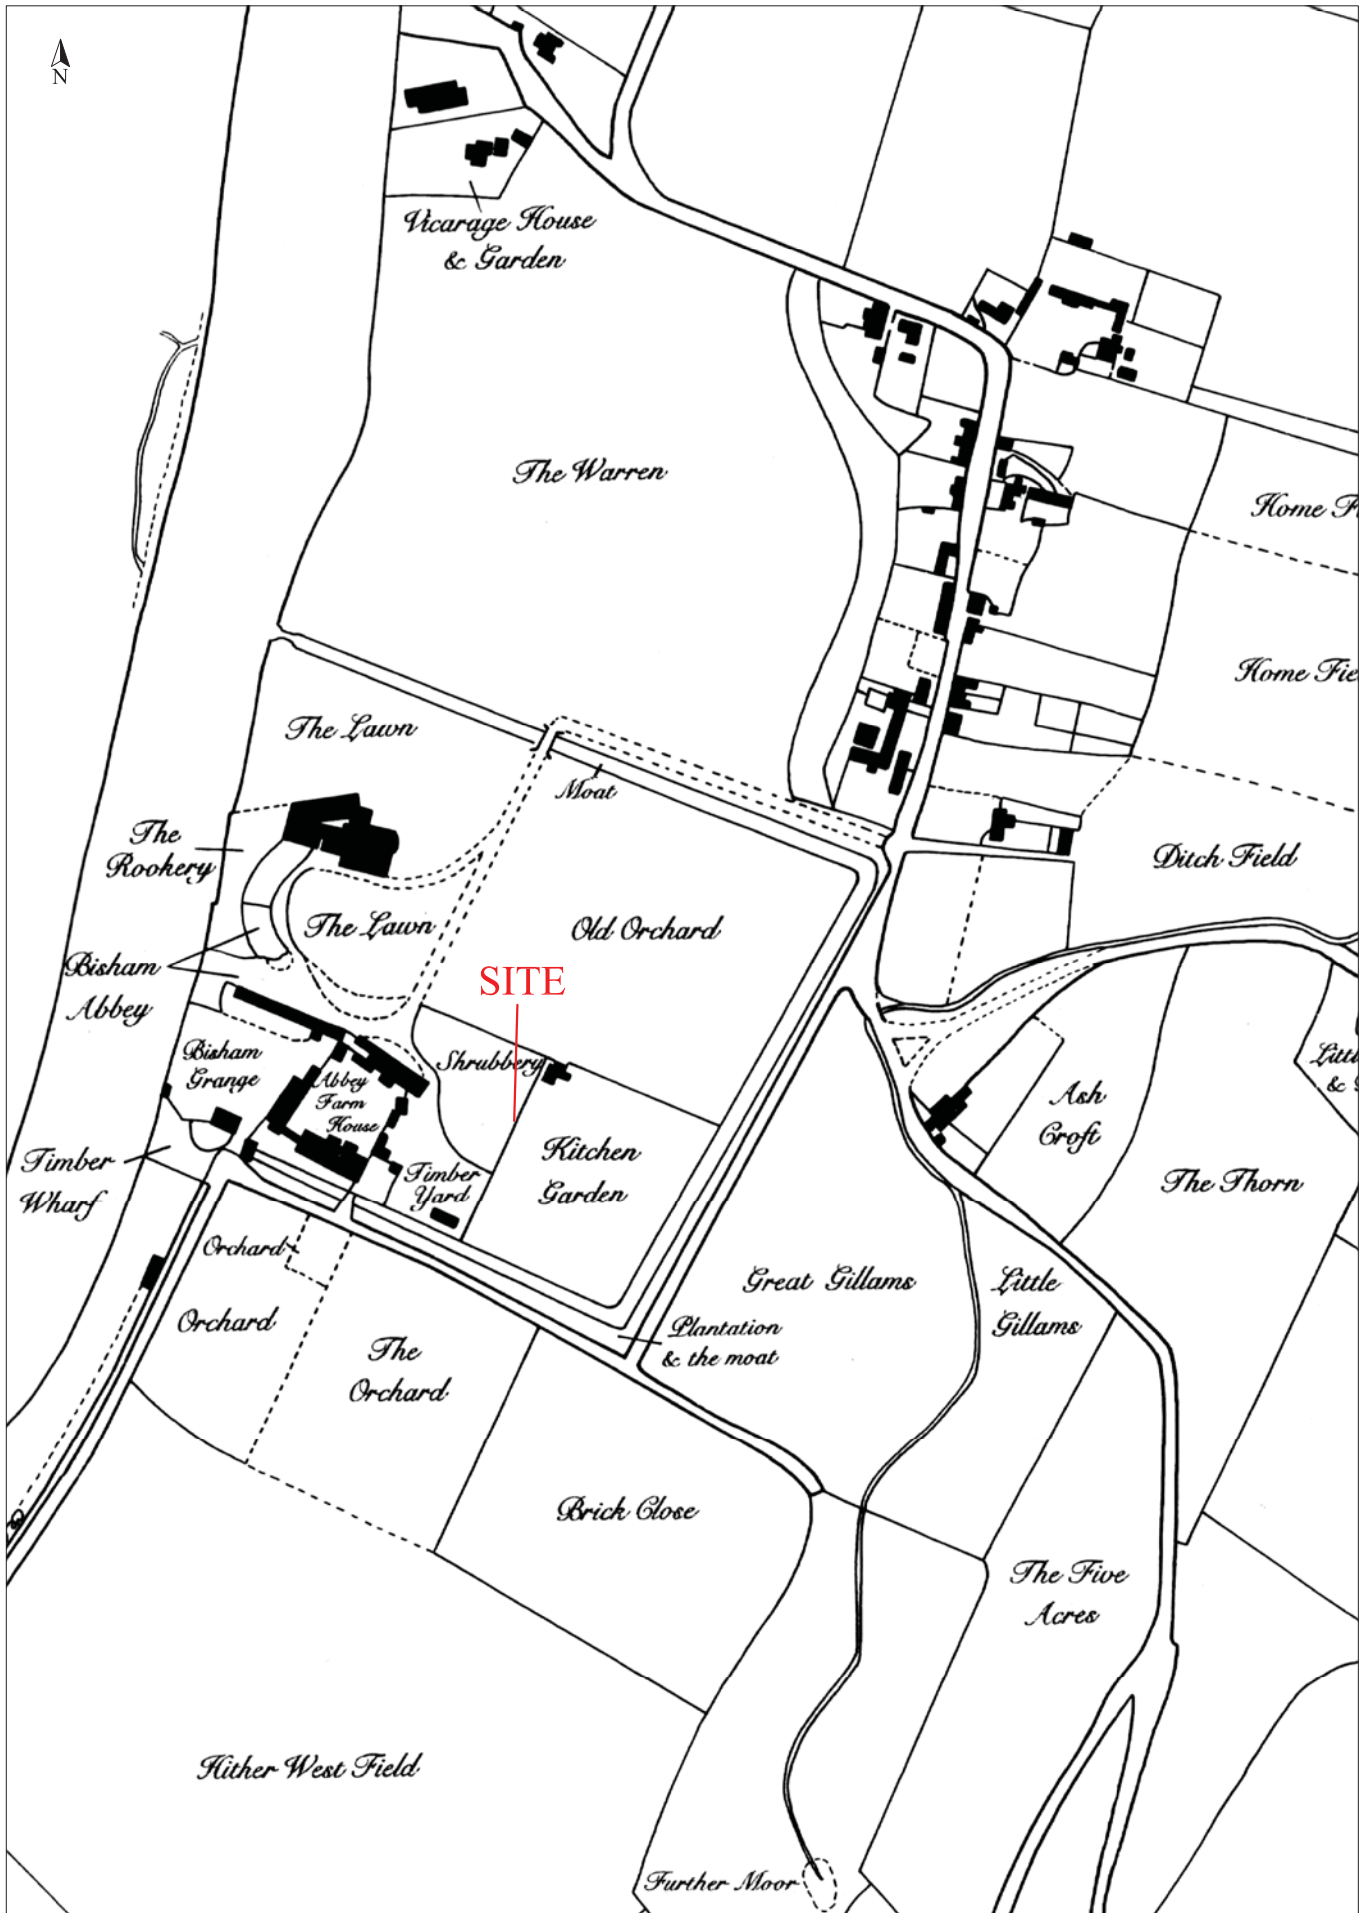 N
Vicarage House
& Garden
The Warren
Home F
Home Fie
The Lawn
Moat
The
Rookery
Ditch Field
The Lawn
Old Orchard
Bisham
Abbey
SITE
Bisham
Grange
Abbey
Farm
House
Shrubbery
Ash
Croft
Little
&
Timber
Wharf
Timber
Yard
Kitchen
Garden
The Thorn
Orchard
Orchard
The
Orchard
Great Gillams
Little
Gillams
Plantation
& the moat
Brick Close
The Five
Acres
Hither West Field
Further Moor